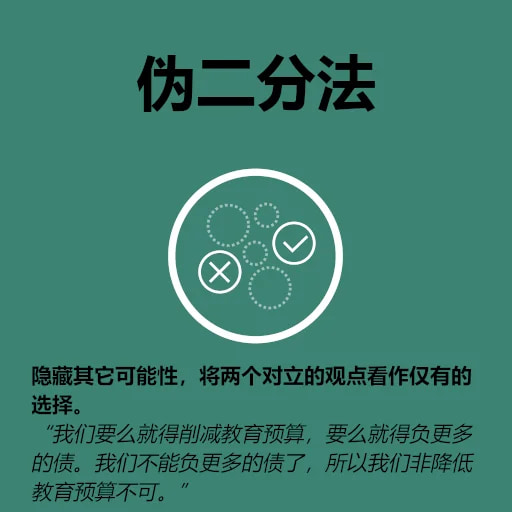 伪二分法
隐藏其它可能性，将两个对立的观点看作仅有的
选择。
“我们要么就得削减教育预算，要么就得负更多
的债。我们不能负更多的债了，所以我们非降低
教育预算不可。”